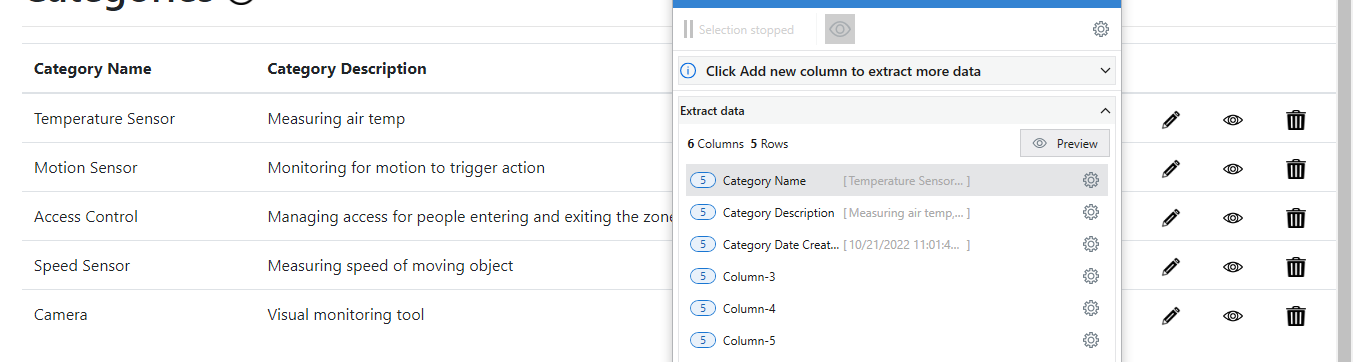 Categories
Selection stopped
Click Add new column to extract more data
Category Name Category Description
Extract data
6 Columns 5 Rows Preview
Temperature Sensor Measuring air temp
Motion Sensor Monitoring for motion to trigger action
Access Control Managing access for people entering and exiting the zone
Speed Sensor Measuring speed of moving object
Camera Visual monitoring tool
5 Category Name [Temperature Sensor... ]
5 Category Description [Measuring air temp,... ]
5 Category Date Creat... [10/21/2022 11:01:4... ]
5 Column-3
5 Column-4
5 Column-5